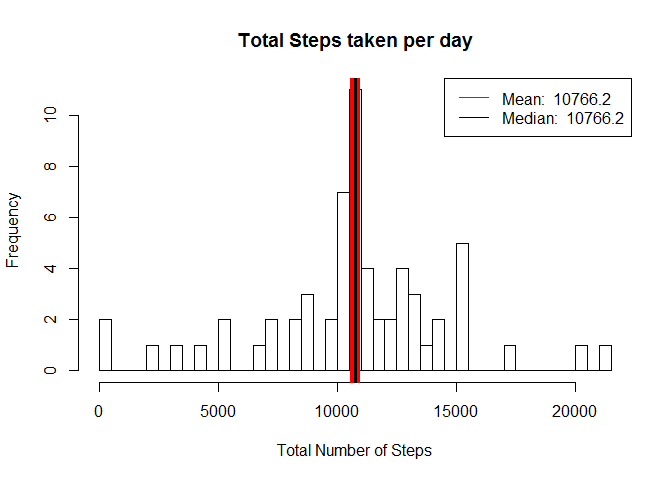 Total Steps taken per day
Mean: 10766.2
Median: 10766.2
Frequency
10
8
6
4
2
0
0 5000 10000 15000 20000
Total Number of Steps